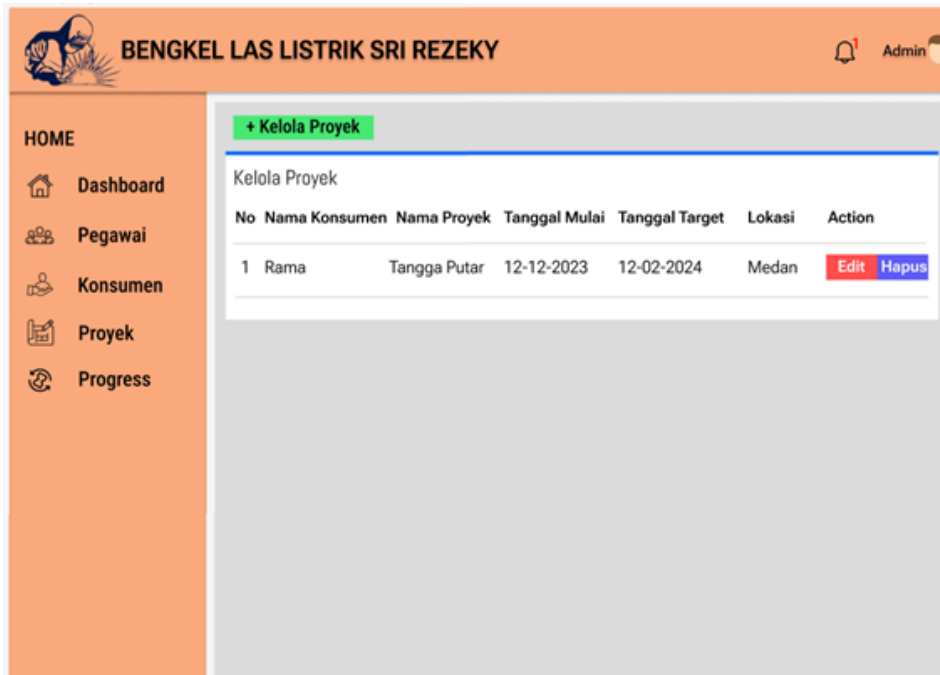 BENGKEL LAS LISTRIK SRI REZEKY
1
Admin
HOME
Dashboard
Pegawai
Konsumen
Proyek
Progress
+ Kelola Proyek
Kelola Proyek
No Nama Konsumen Nama Proyek Tanggal Mulai Tanggal Target Lokasi Action
1 Rama Tangga Putar 12-12-2023 12-02-2024 Medan Edit Hapus